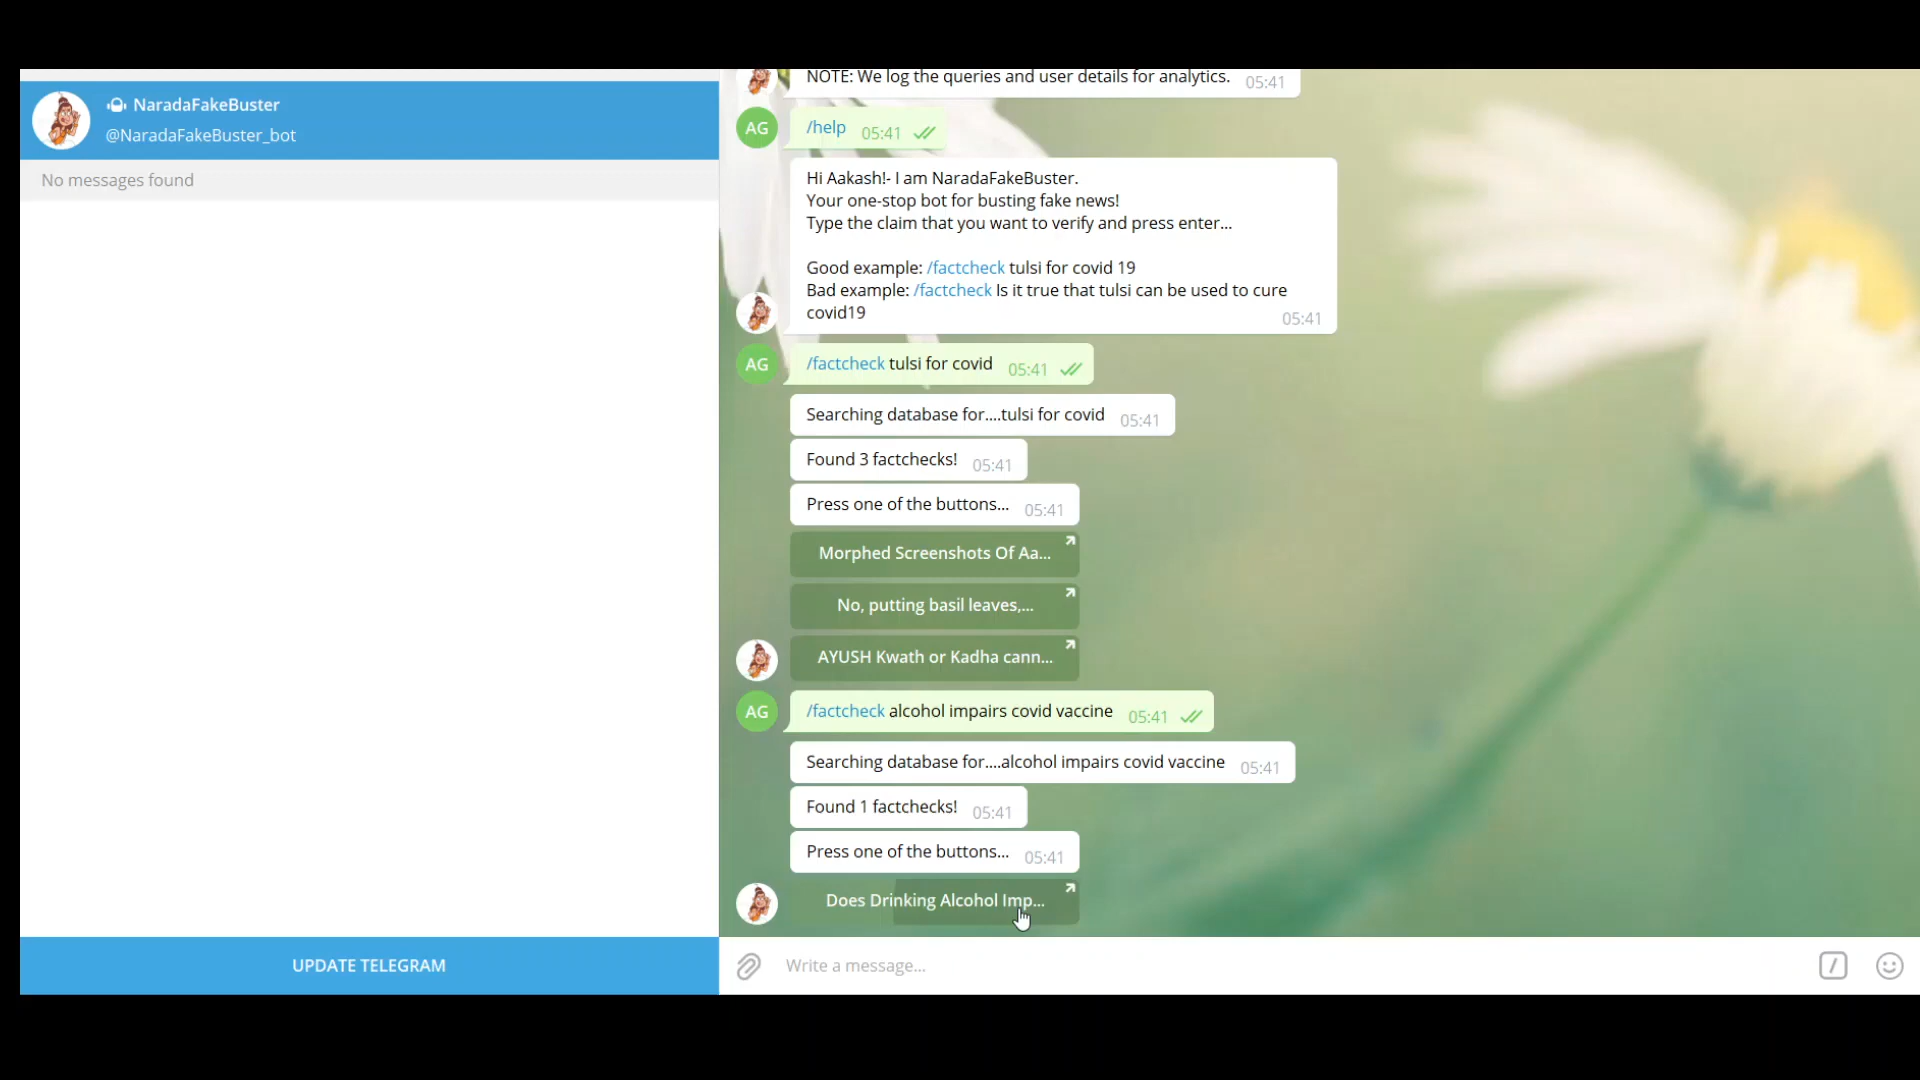 NaradaFakeBuster
@NaradaFakeBuster_bot
No messages found
UPDATE TELEGRAM
NOTE: We log the queries and user details for analytics. 05:41
AG
/help 05:41
Hi Aakash!- I am NaradaFakeBuster.
Your one-stop bot for busting fake news!
Type the claim that you want to verify and press enter...
Good example: /factcheck tulsi for covid 19
Bad example: /factcheck Is it true that tulsi can be used to cure
covid19 05:41
AG
/factcheck tulsi for covid 05:41
Searching database for....tulsi for covid 05:41
Found 3 factchecks! 05:41
Press one of the buttons... 05:41
Morphed Screenshots Of Aa...
No, putting basil leaves,...
AYUSH Kwath or Kadha cann...
AG
/factcheck alcohol impairs covid vaccine 05:41
Searching database for....alcohol impairs covid vaccine 05:41
Found 1 factchecks! 05:41
Press one of the buttons... 05:41
Does Drinking Alcohol Imp...
Write a message...